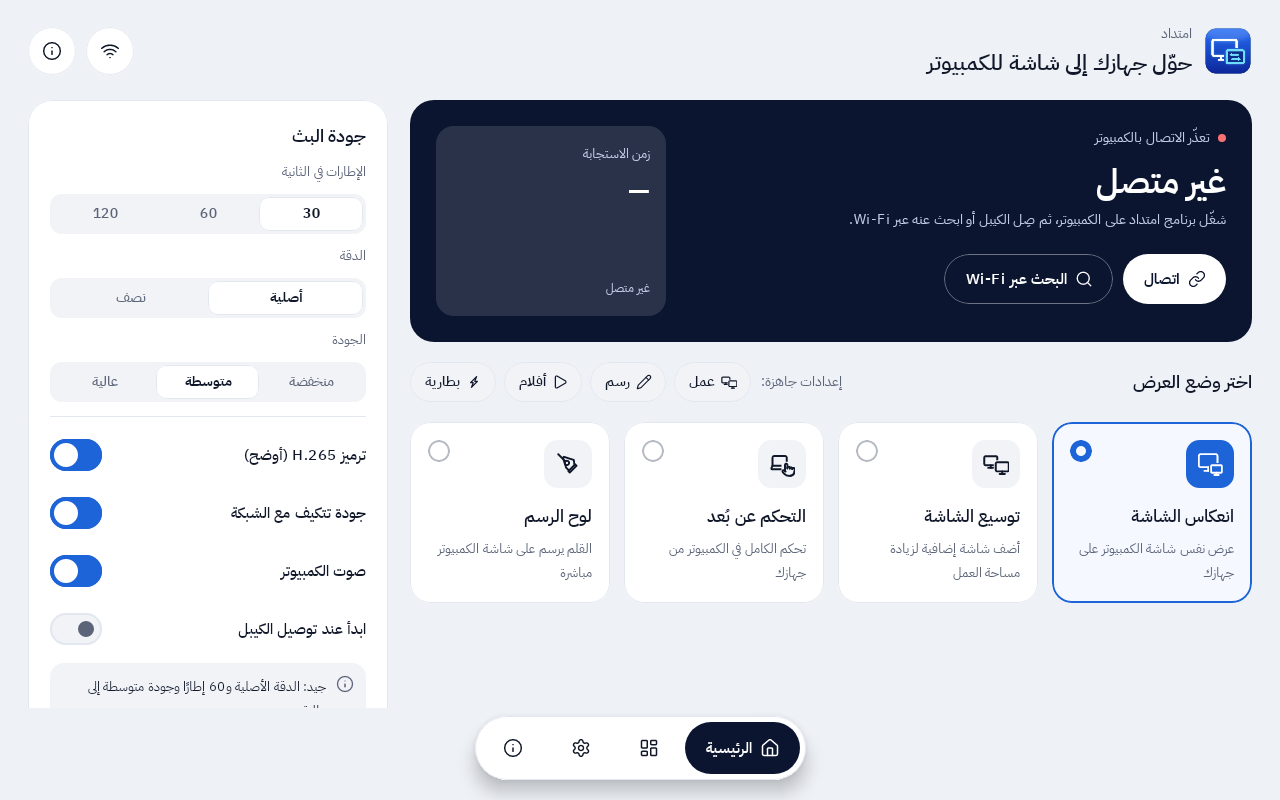 امتداد
حوّل جهازك إلى شاشة للكمبيوتر
تعذّر الاتصال بالكمبيوتر
غير متصل
شغّل برنامج امتداد على الكمبيوتر، ثم صِل الكيبل أو ابحث عنه عبر Wi-Fi.
اتصال
البحث عبر Wi-Fi
زمن الاستجابة
—
غير متصل
اختر وضع العرض
إعدادات جاهزة:
عمل
رسم
أفلام
بطارية
انعكاس الشاشة
عرض نفس شاشة الكمبيوتر على
جهازك
توسيع الشاشة
أضف شاشة إضافية لزيادة
مساحة العمل
التحكم عن بُعد
تحكم الكامل في الكمبيوتر من
جهازك
لوح الرسم
القلم يرسم على شاشة الكمبيوتر
مباشرة
جودة البث
الإطارات في الثانية
30
60
120
الدقة
أصلية
نصف
الجودة
منخفضة
متوسطة
عالية
ترميز H.265 (أوضح)
جودة تتكيف مع الشبكة
صوت الكمبيوتر
ابدأ عند توصيل الكيبل
جيد: الدقة الأصلية و60 إطارًا وجودة متوسطة إلى
الرئيسية